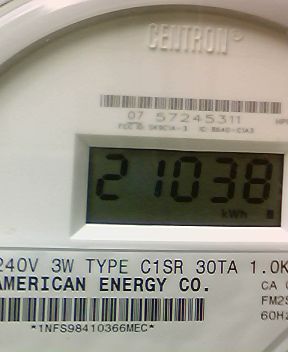 CENTRON®
07 57245311
21038
kWh
240V 3W TYPE C1SR 30TA 1.0K
AMERICAN ENERGY CO.
CA
FM2S
60Hz
*1NFS98410366MEC*